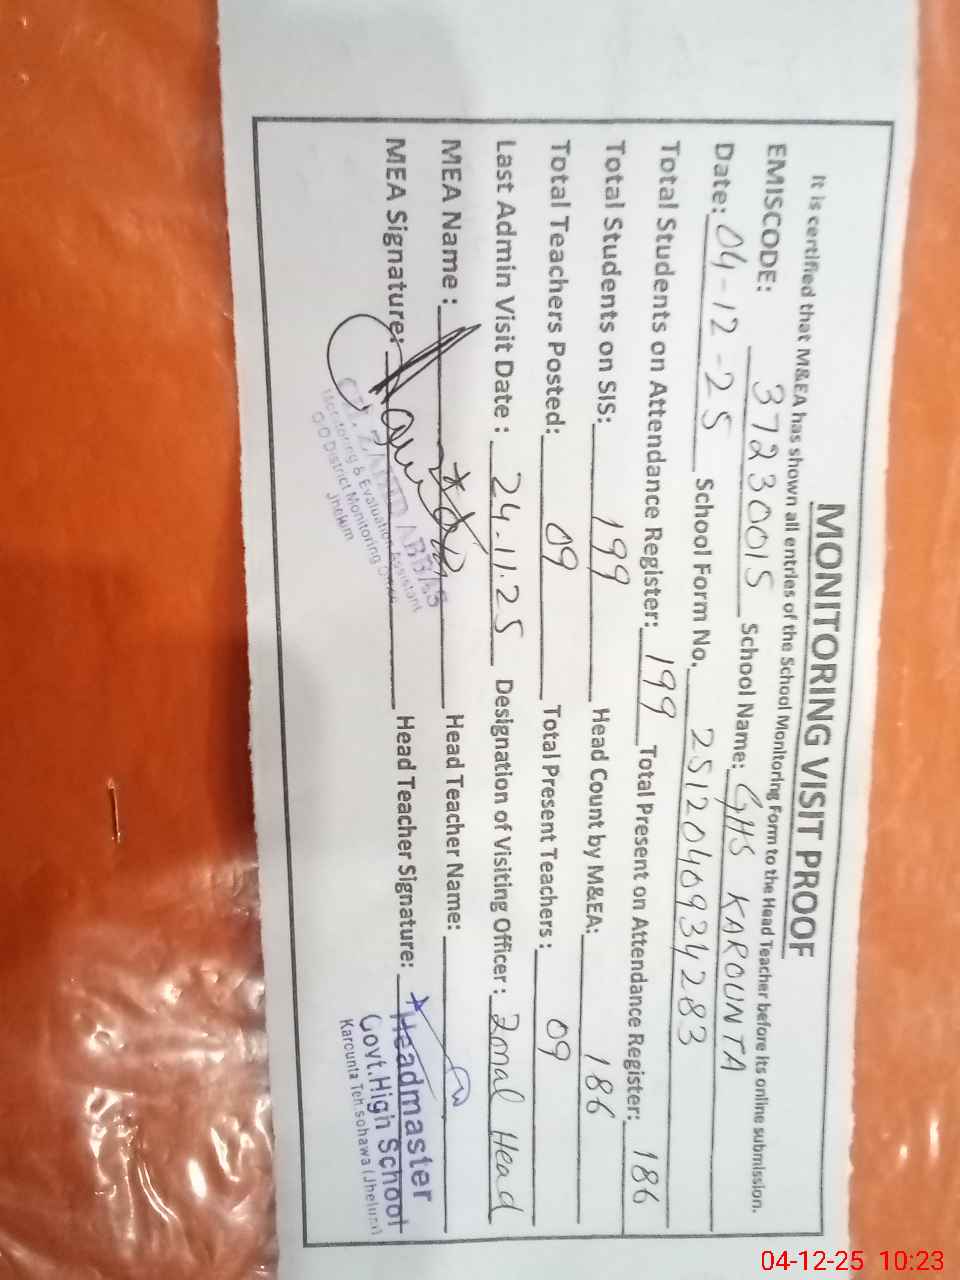 MONITORING VISIT PROOF
It is certified that M&EA has shown all entries of the School Monitoring Form to the Head Teacher before its online submission.
EMISCODE: 37230015 School Name: GHS KAROUNTA
Date: 04-12-25 School Form No. 251204093428 3
Total Students on Attendance Register: 199 Total Present on Attendance Register: 186
Total Students on SIS: 199 Head Count by M&EA: 186
Total Teachers Posted: 09 Total Present Teachers: 09
Last Admin Visit Date : 24.11.25 Designation of Visiting Officer : Zonal Head
MEA Name : Head Teacher Name:
MEA Signature: Head Teacher Signature:
ABBAS
Monitoring & Evaluation Assistant
O/O District Monitoring Office
Jhelum
Headmaster
Govt.High School
Karounta Teh sohawa (Jhelum)
04-12-25 10:23